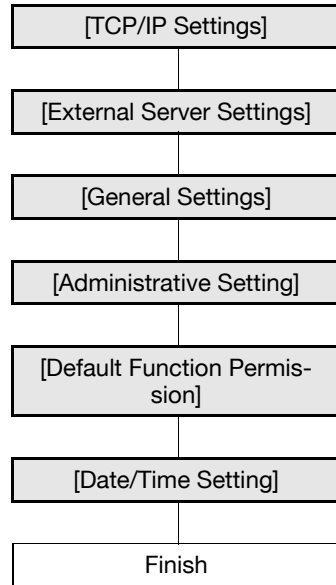 [TCP/IP Settings]
[External Server Settings]
[General Settings]
[Administrative Setting]
[Default Function Permis-
sion]
[Date/Time Setting]
Finish